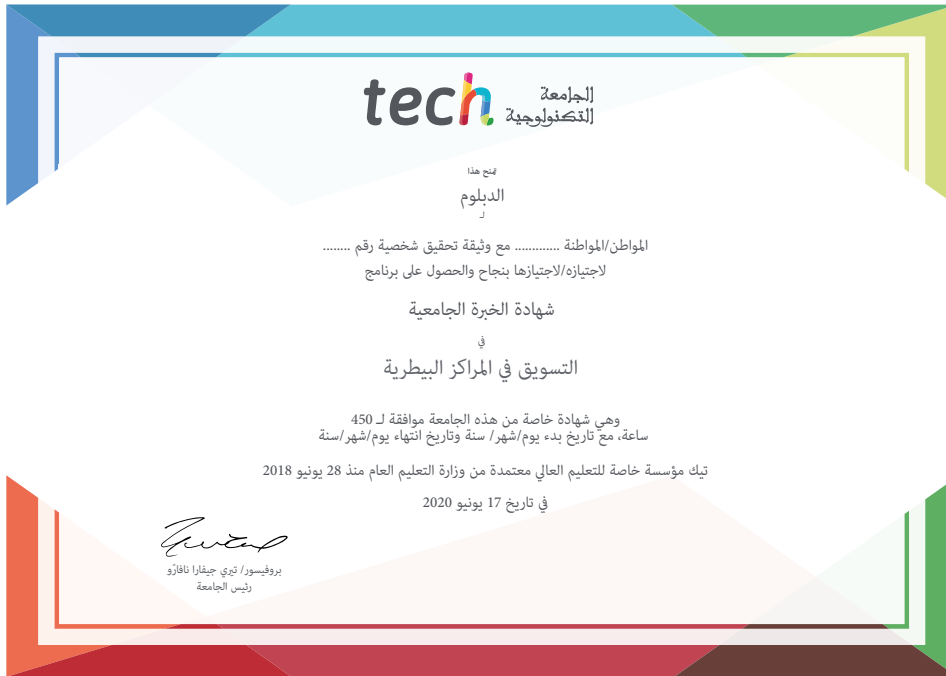 tech الجامعة
التكنولوجية
يمنح هذا
الدبلوم
لـ
المواطن/المواطنة ............ مع وثيقة تحقيق شخصية رقم ........
لاجتيازه/لاجتيازها بنجاح والحصول على برنامج
شهادة الخبرة الجامعية
في
التسويق في المراكز البيطرية
وهي شهادة خاصة من هذه الجامعة موافقة لـ 450
ساعة، مع تاريخ بدء يوم/شهر/ سنة وتاريخ انتهاء يوم/شهر/سنة
تيك مؤسسة خاصة للتعليم العالي معتمدة من وزارة التعليم العام منذ 28 يونيو 2018
في تاريخ 17 يونيو 2020
بروفيسور/ تيري جيفارا نافارّو
رئيس الجامعة